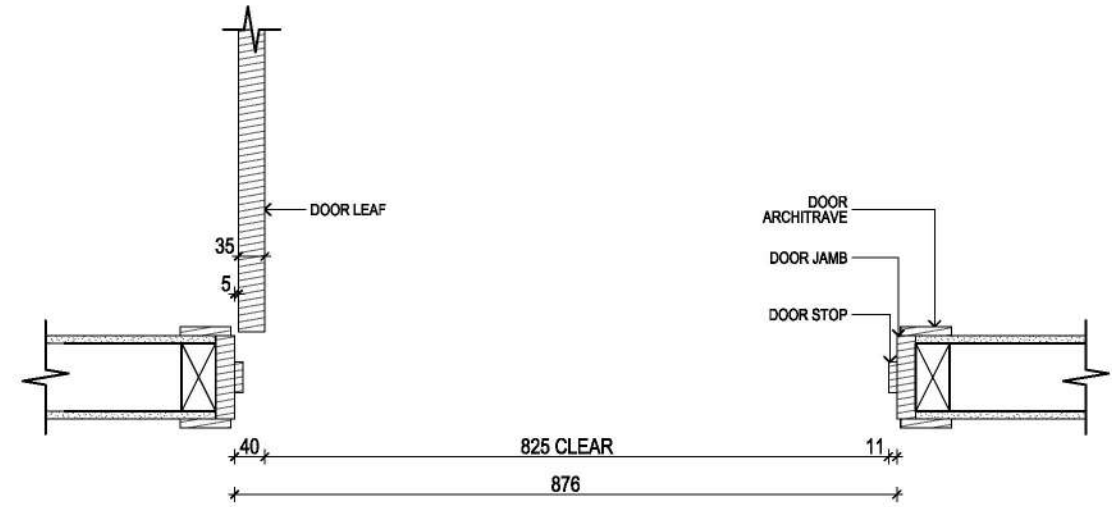 DOOR LEAF
DOOR
ARCHITRAVE
35
DOOR JAMB
5
DOOR STOP
40
825 CLEAR
11
876